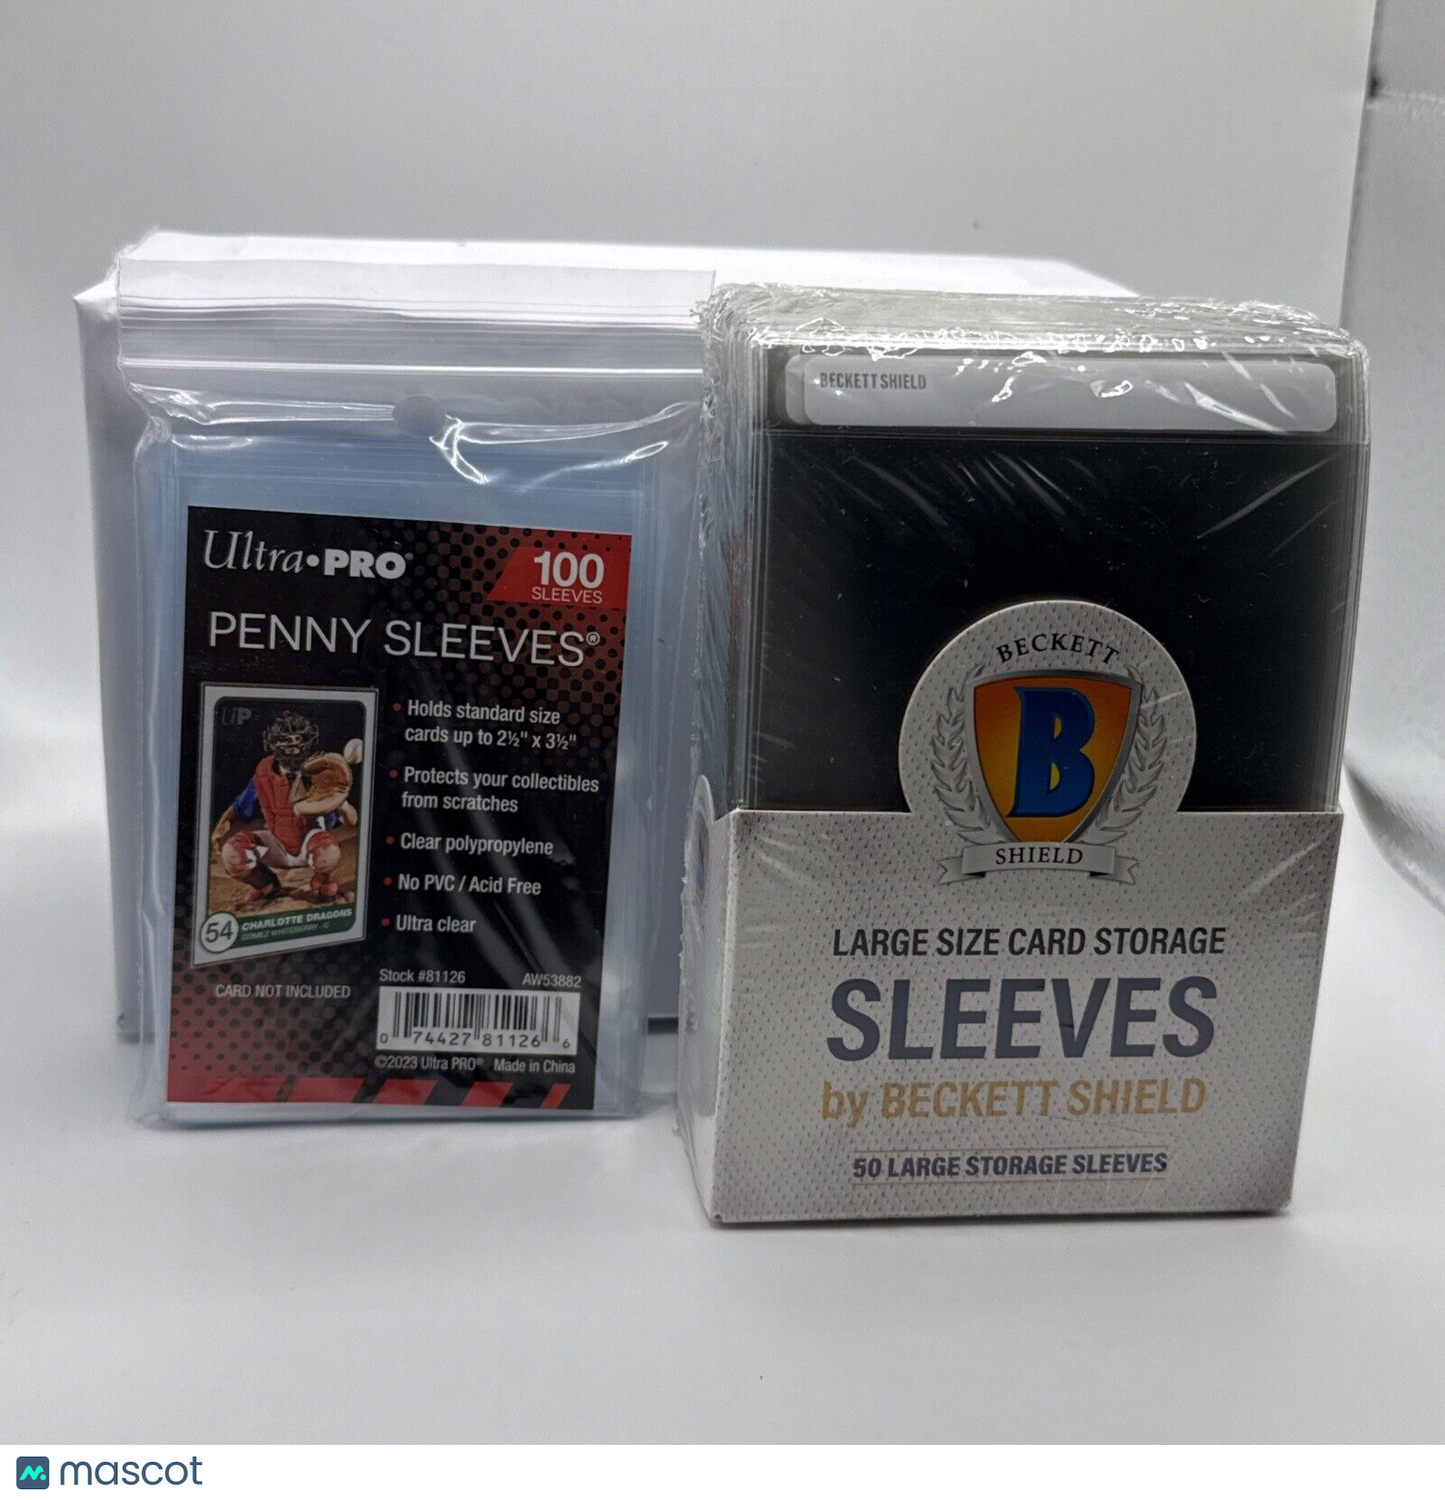 Ultra•PRO
100
SLEEVES
PENNY SLEEVES®
UP
• Holds standard size
cards up to 2½" x 3½"
• Protects your collectibles
from scratches
• Clear polypropylene
• No PVC / Acid Free
• Ultra clear
54
CHARLOTTE DRAGONS
GOMEZ WHITEBERRY - C
CARD NOT INCLUDED
Stock #81126
AW53882
0 74427 81126 6
©2023 Ultra PRO® Made in China
BECKETT SHIELD
BECKETT
B
SHIELD
LARGE SIZE CARD STORAGE
SLEEVES
by BECKETT SHIELD
50 LARGE STORAGE SLEEVES
mascot